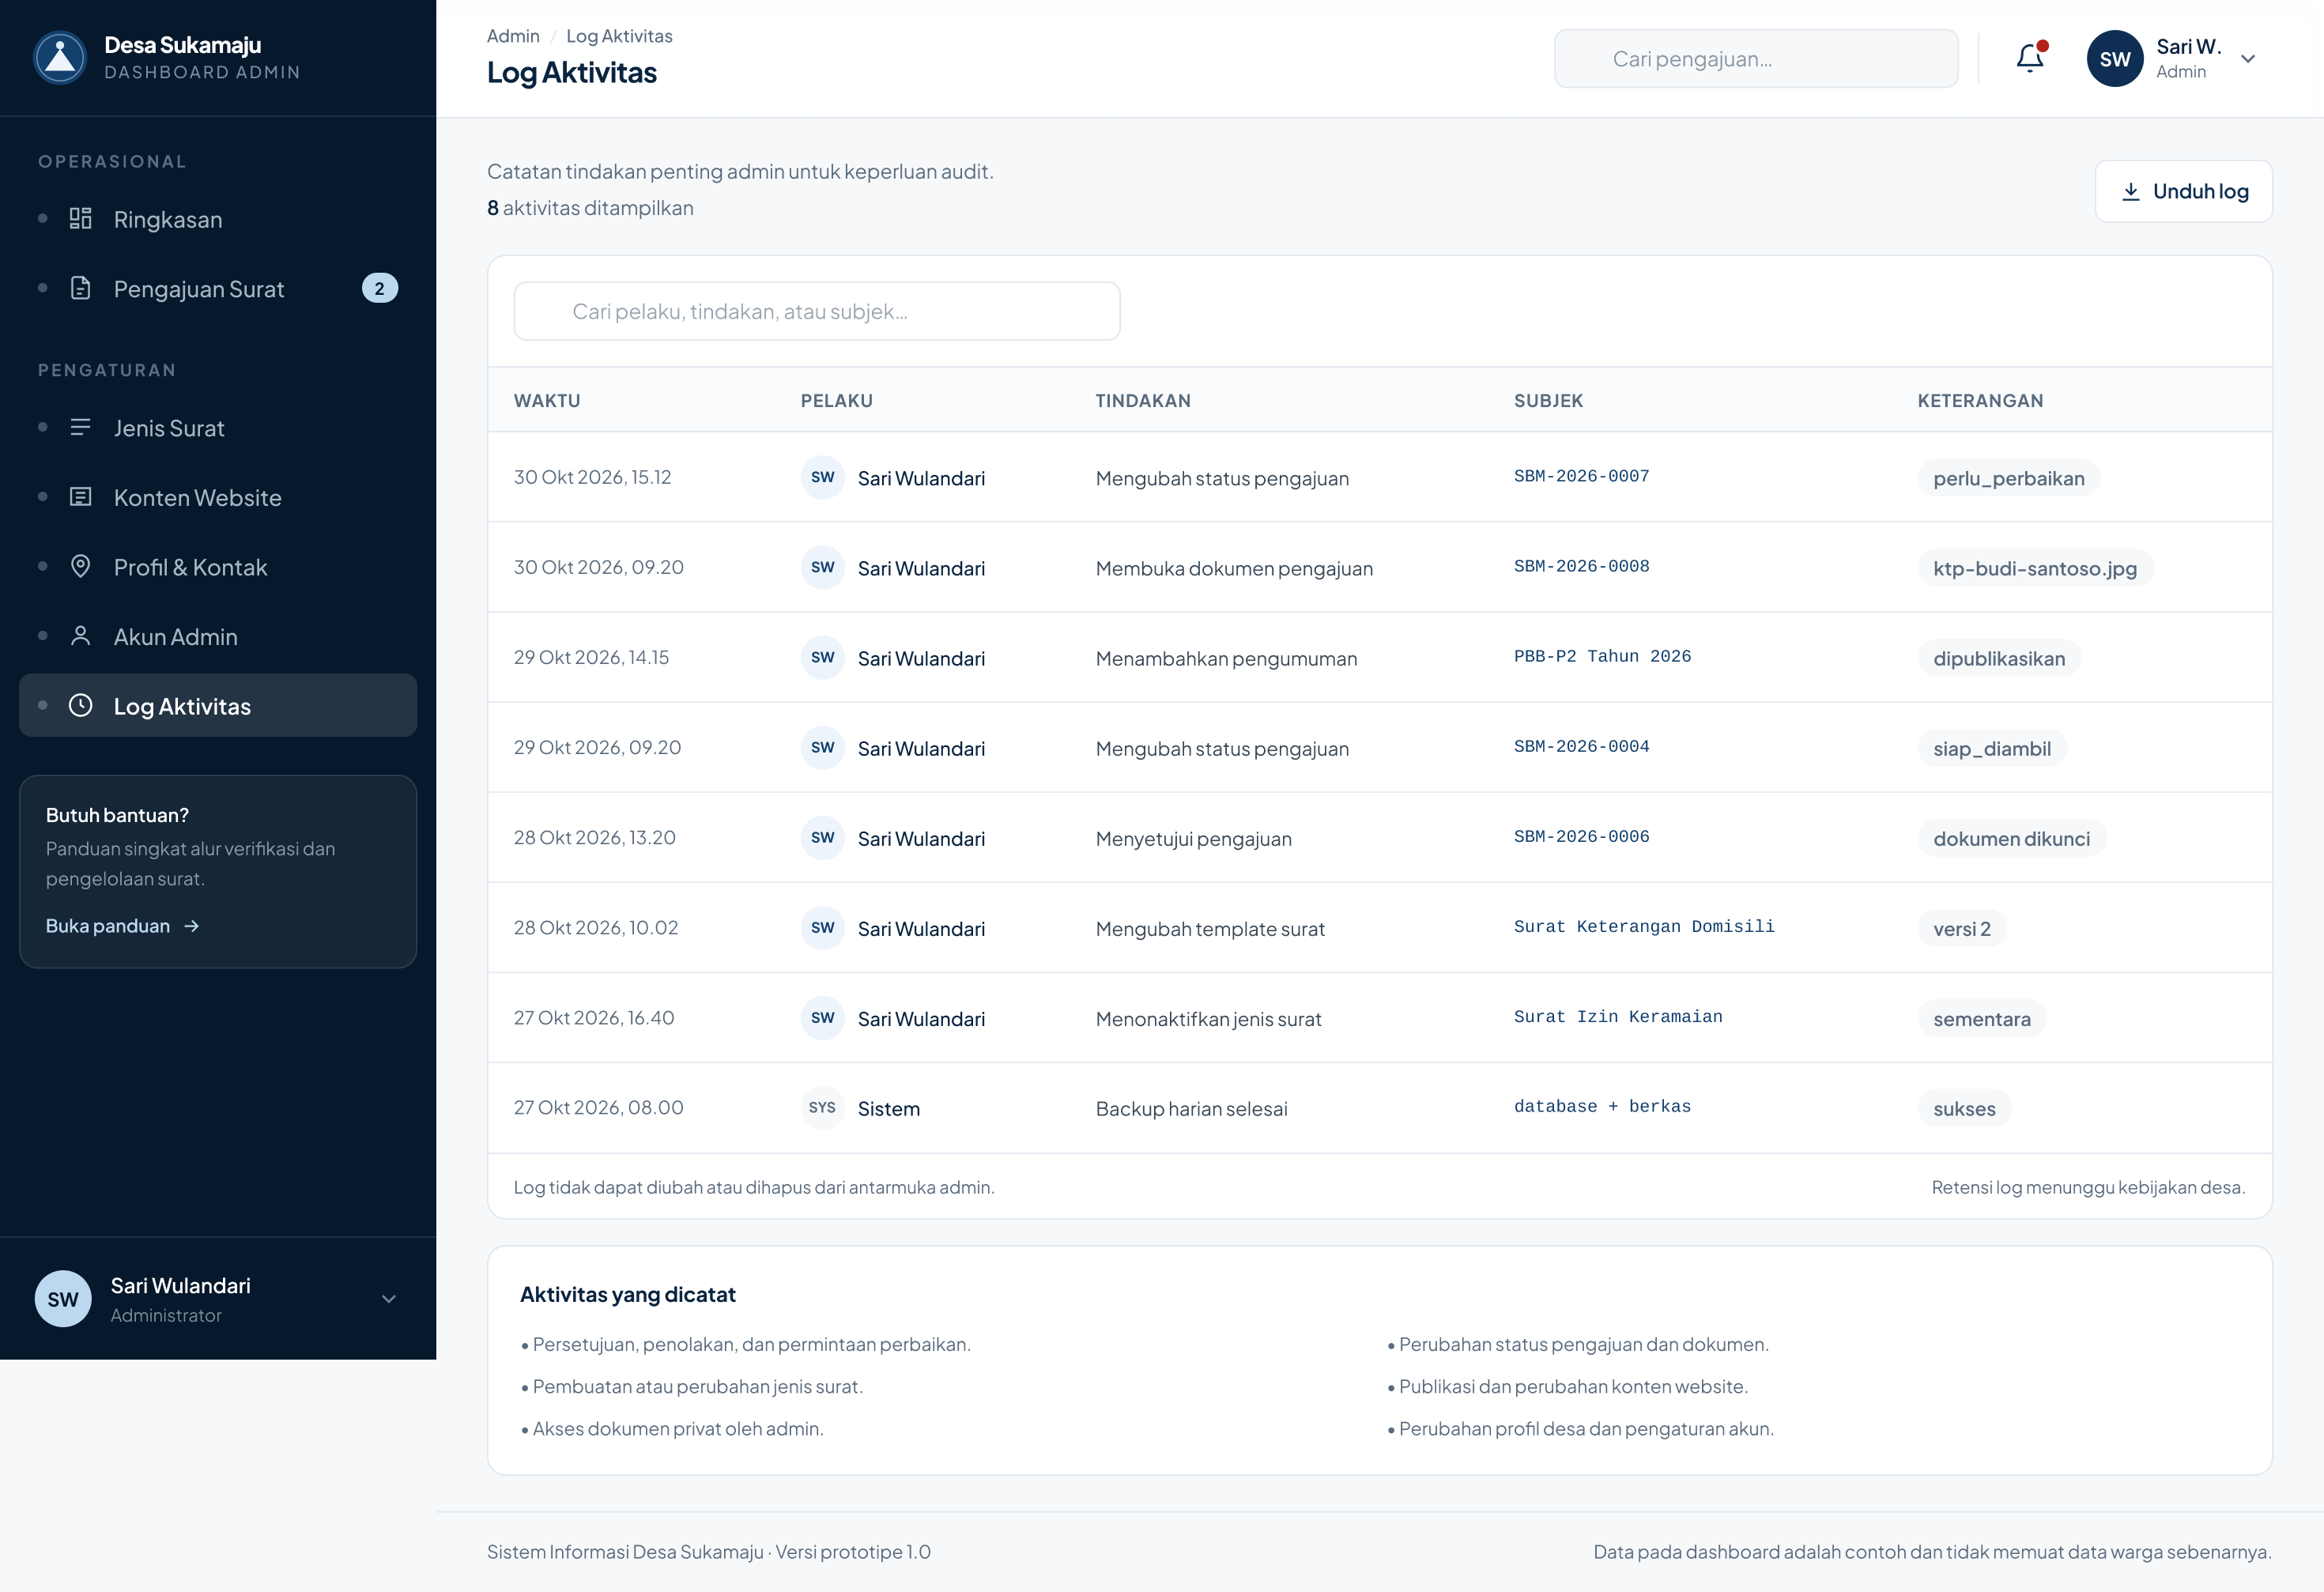 Desa Sukamaju
DASHBOARD ADMIN
OPERASIONAL
Ringkasan
Pengajuan Surat 2
PENGATURAN
Jenis Surat
Konten Website
Profil & Kontak
Akun Admin
Log Aktivitas
Butuh bantuan?
Panduan singkat alur verifikasi dan
pengelolaan surat.
Buka panduan →
SW
Sari Wulandari
Administrator
Admin / Log Aktivitas
Log Aktivitas
Cari pengajuan...
SW
Sari W.
Admin
Catatan tindakan penting admin untuk keperluan audit.
8 aktivitas ditampilkan
Unduh log
Cari pelaku, tindakan, atau subjek...
WAKTU PELAKU TINDAKAN SUBJEK KETERANGAN
30 Okt 2026, 15.12 SW Sari Wulandari Mengubah status pengajuan SBM-2026-0007 perlu_perbaikan
30 Okt 2026, 09.20 SW Sari Wulandari Membuka dokumen pengajuan SBM-2026-0008 ktp-budi-santoso.jpg
29 Okt 2026, 14.15 SW Sari Wulandari Menambahkan pengumuman PBB-P2 Tahun 2026 dipublikasikan
29 Okt 2026, 09.20 SW Sari Wulandari Mengubah status pengajuan SBM-2026-0004 siap_diambil
28 Okt 2026, 13.20 SW Sari Wulandari Menyetujui pengajuan SBM-2026-0006 dokumen dikunci
28 Okt 2026, 10.02 SW Sari Wulandari Mengubah template surat Surat Keterangan Domisili versi 2
27 Okt 2026, 16.40 SW Sari Wulandari Menonaktifkan jenis surat Surat Izin Keramaian sementara
27 Okt 2026, 08.00 SYS Sistem Backup harian selesai database + berkas sukses
Log tidak dapat diubah atau dihapus dari antarmuka admin. Retensi log menunggu kebijakan desa.
Aktivitas yang dicatat
• Persetujuan, penolakan, dan permintaan perbaikan. • Perubahan status pengajuan dan dokumen.
• Pembuatan atau perubahan jenis surat. • Publikasi dan perubahan konten website.
• Akses dokumen privat oleh admin. • Perubahan profil desa dan pengaturan akun.
Sistem Informasi Desa Sukamaju · Versi prototipe 1.0 Data pada dashboard adalah contoh dan tidak memuat data warga sebenarnya.